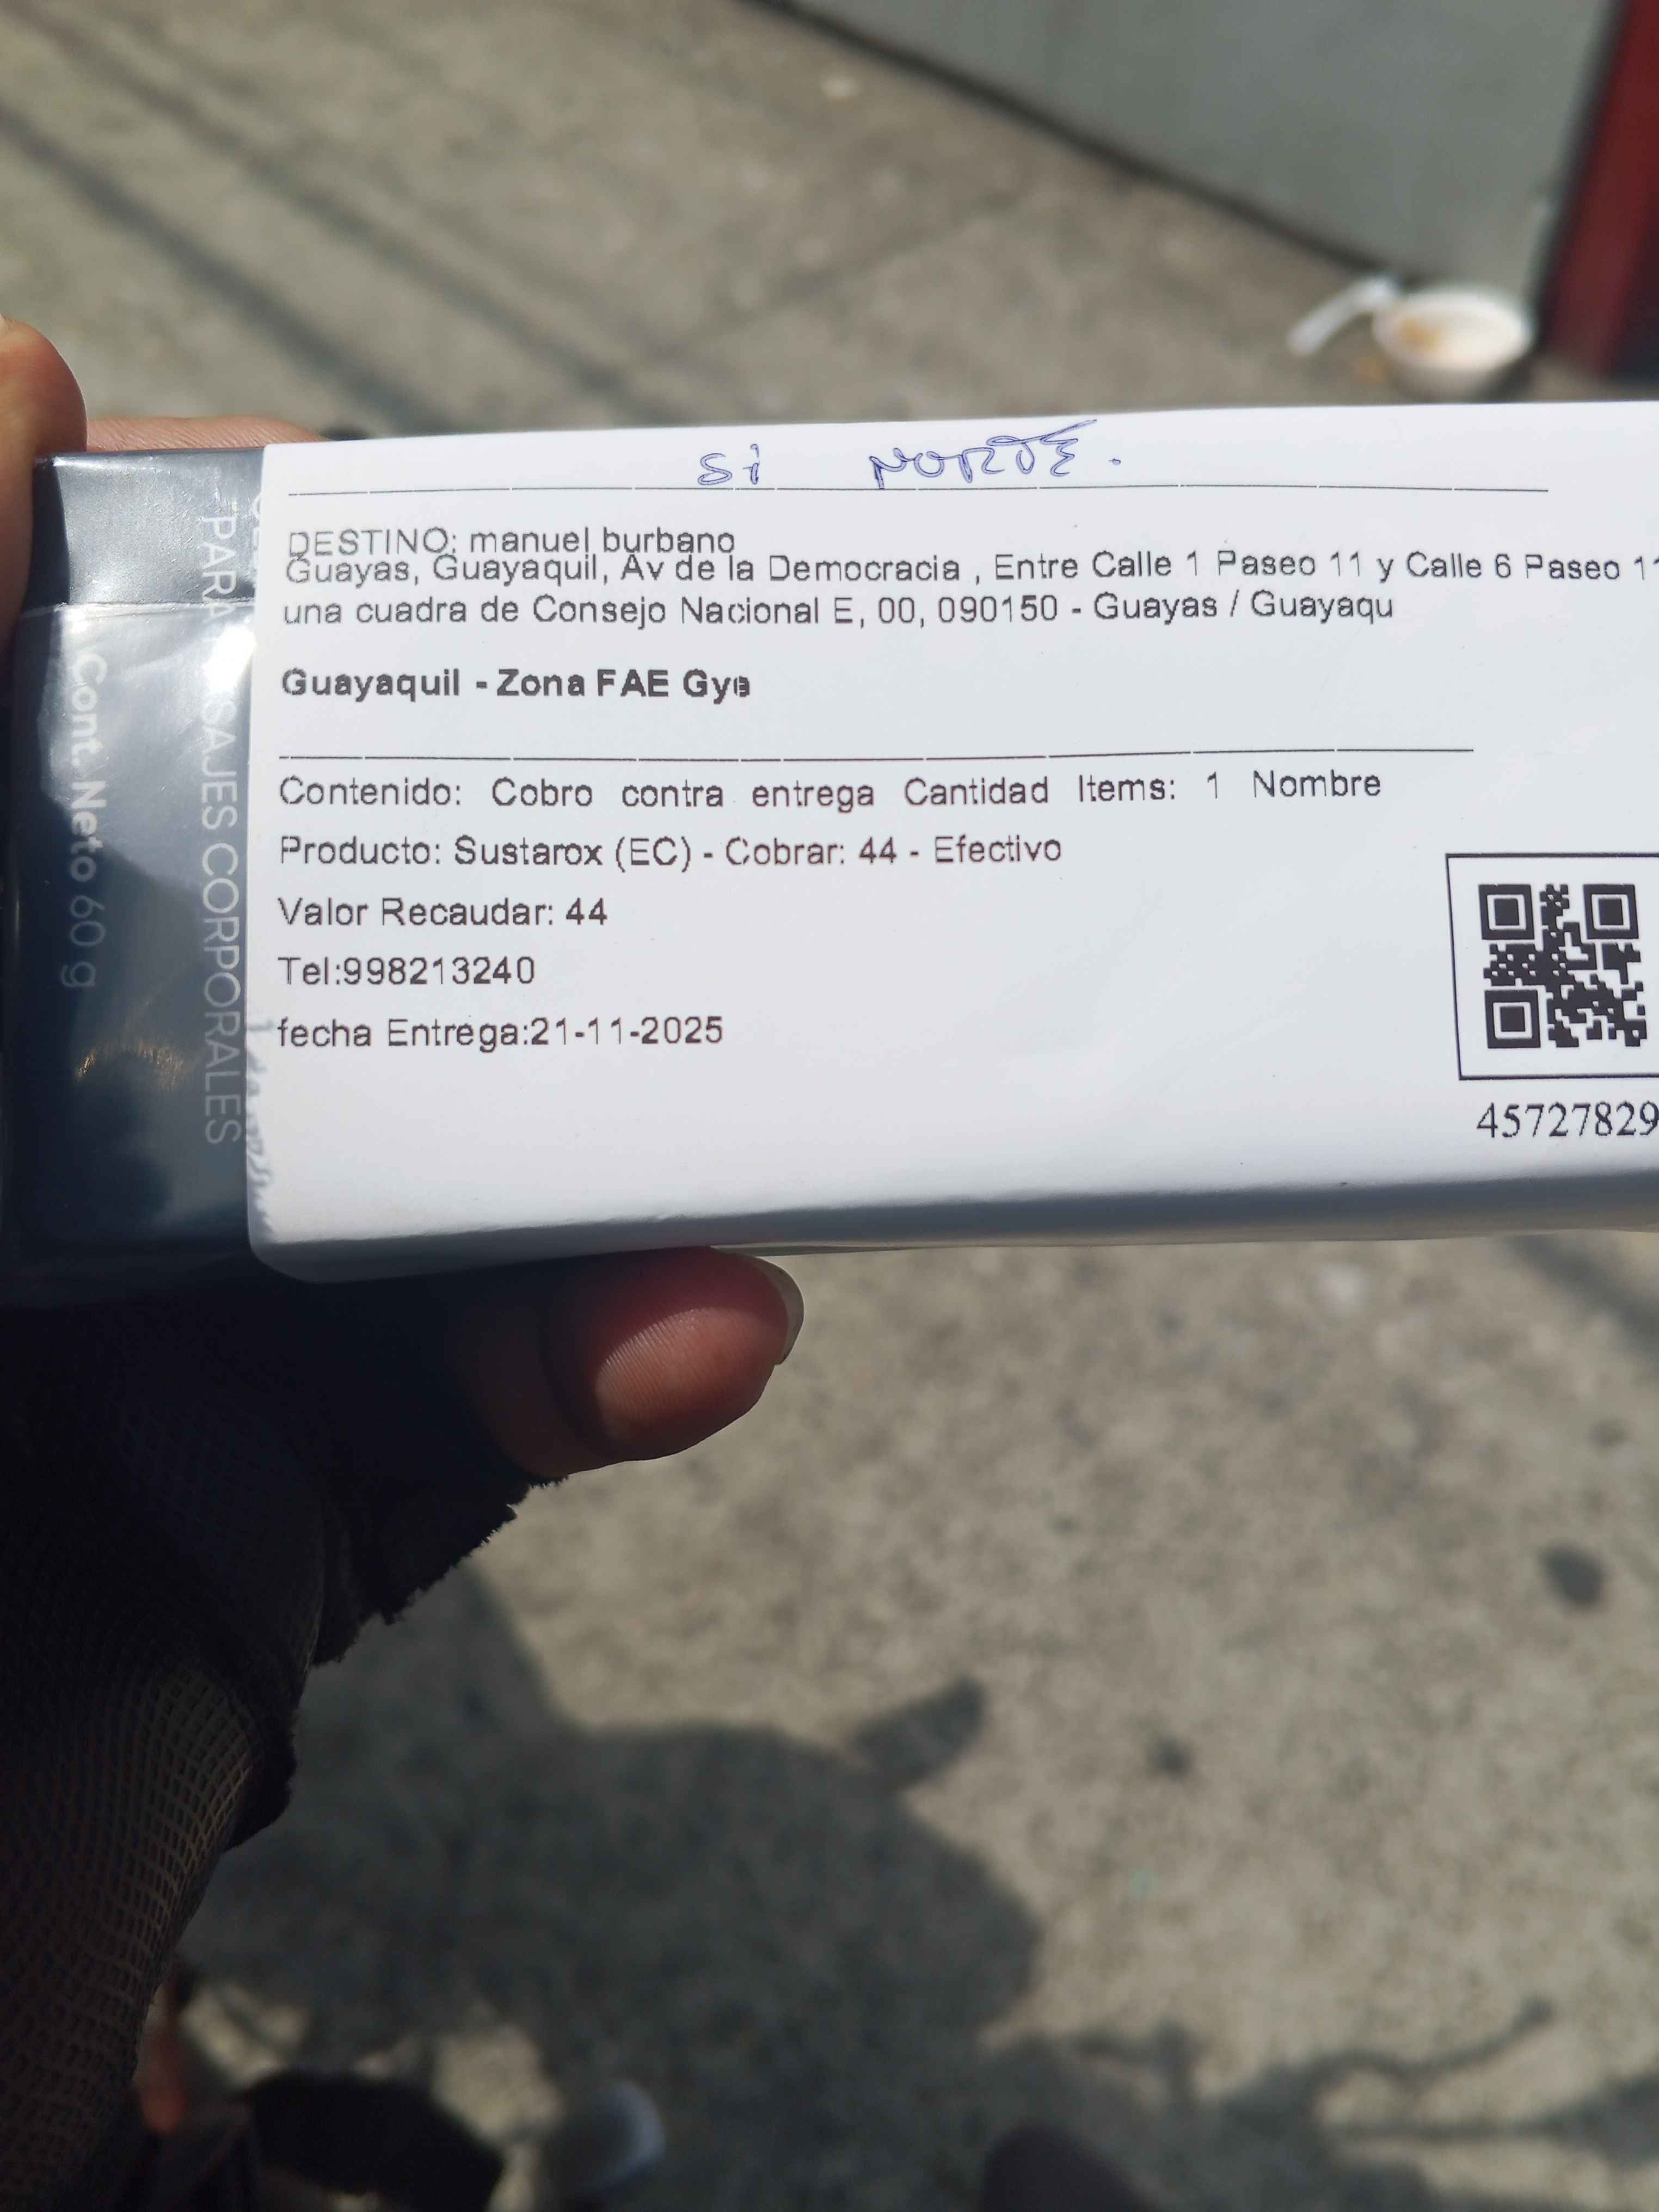 Si NORTE.
DESTINO: manuel burbano
Guayas, Guayaquil, Av de la Democracia , Entre Calle 1 Paseo 11 y Calle 6 Paseo 11
una cuadra de Consejo Nacional E, 00, 090150 - Guayas / Guayaqu
Guayaquil - Zona FAE Gye
Contenido: Cobro contra entrega Cantidad Items: 1 Nombre
Producto: Sustarox (EC) - Cobrar: 44 - Efectivo
Valor Recaudar: 44
Tel:998213240
fecha Entrega:21-11-2025
45727829
PARA MASAJES CORPORALES
Cont. Neto 60 g